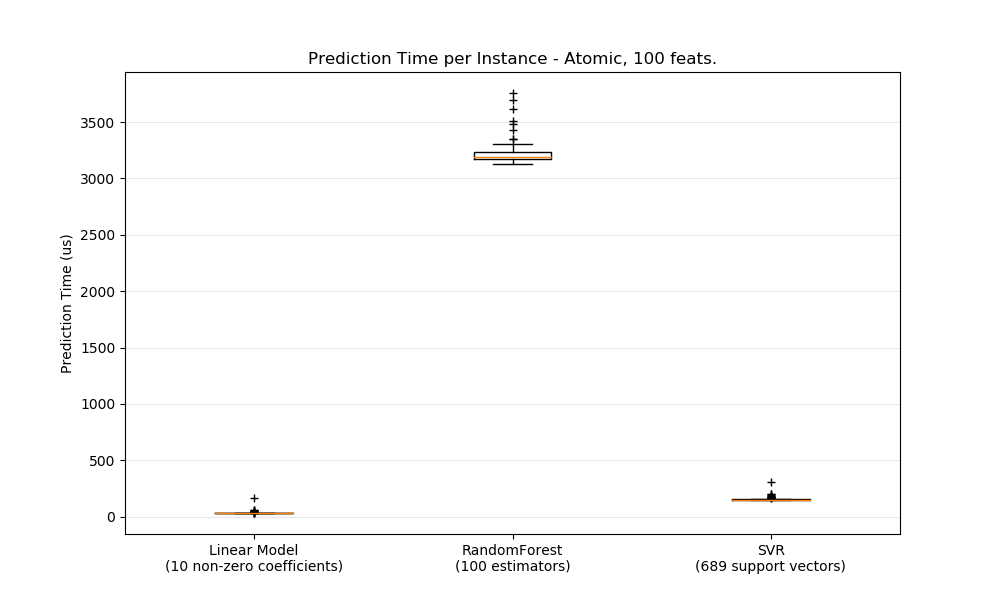 Prediction Time per Instance - Atomic, 100 feats.
Prediction Time (us)
3500
3000
2500
2000
1500
1000
500
0
Linear Model
(10 non-zero coefficients)
RandomForest
(100 estimators)
SVR
(689 support vectors)